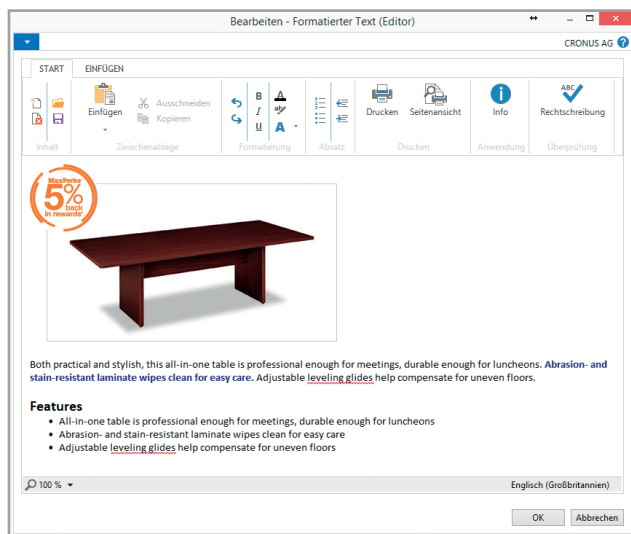 Bearbeiten - Formatierter Text (Editor)
CRONUS AG
START EINFÜGEN
Einfügen
Ausschneiden
Kopieren
B
I
U
A
ab
A
Drucken
Seitenansicht
Info
ABC
Rechtschreibung
Inhalt Zwischenablage Formatierung Absatz Drucken Anwendung Überprüfung
MaxPerks
5%
back
in rewards
Both practical and stylish, this all-in-one table is professional enough for meetings, durable enough for luncheons. Abrasion- and
stain-resistant laminate wipes clean for easy care. Adjustable leveling glides help compensate for uneven floors.
Features
• All-in-one table is professional enough for meetings, durable enough for luncheons
• Abrasion- and stain-resistant laminate wipes clean for easy care
• Adjustable leveling glides help compensate for uneven floors
100 % Englisch (Großbritannien)
OK Abbrechen